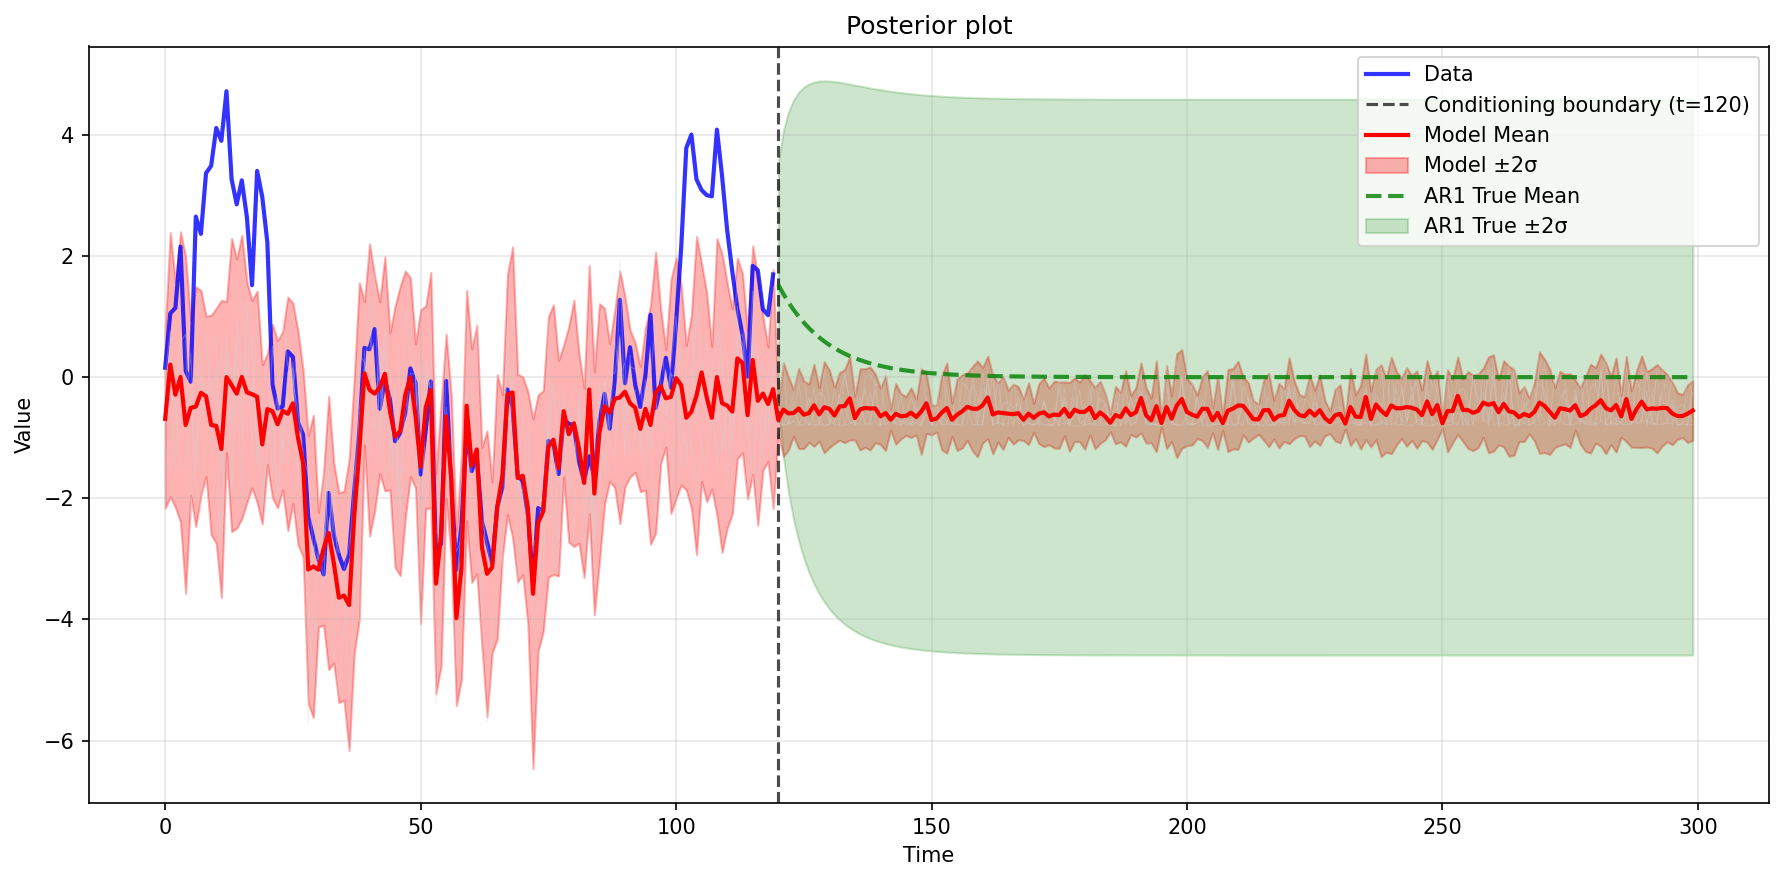 Posterior plot
Data
Conditioning boundary (t=120)
Model Mean
Model ±2σ
AR1 True Mean
AR1 True ±2σ
Value
4
2
0
−2
−4
−6
0
50
100
150
200
250
300
Time